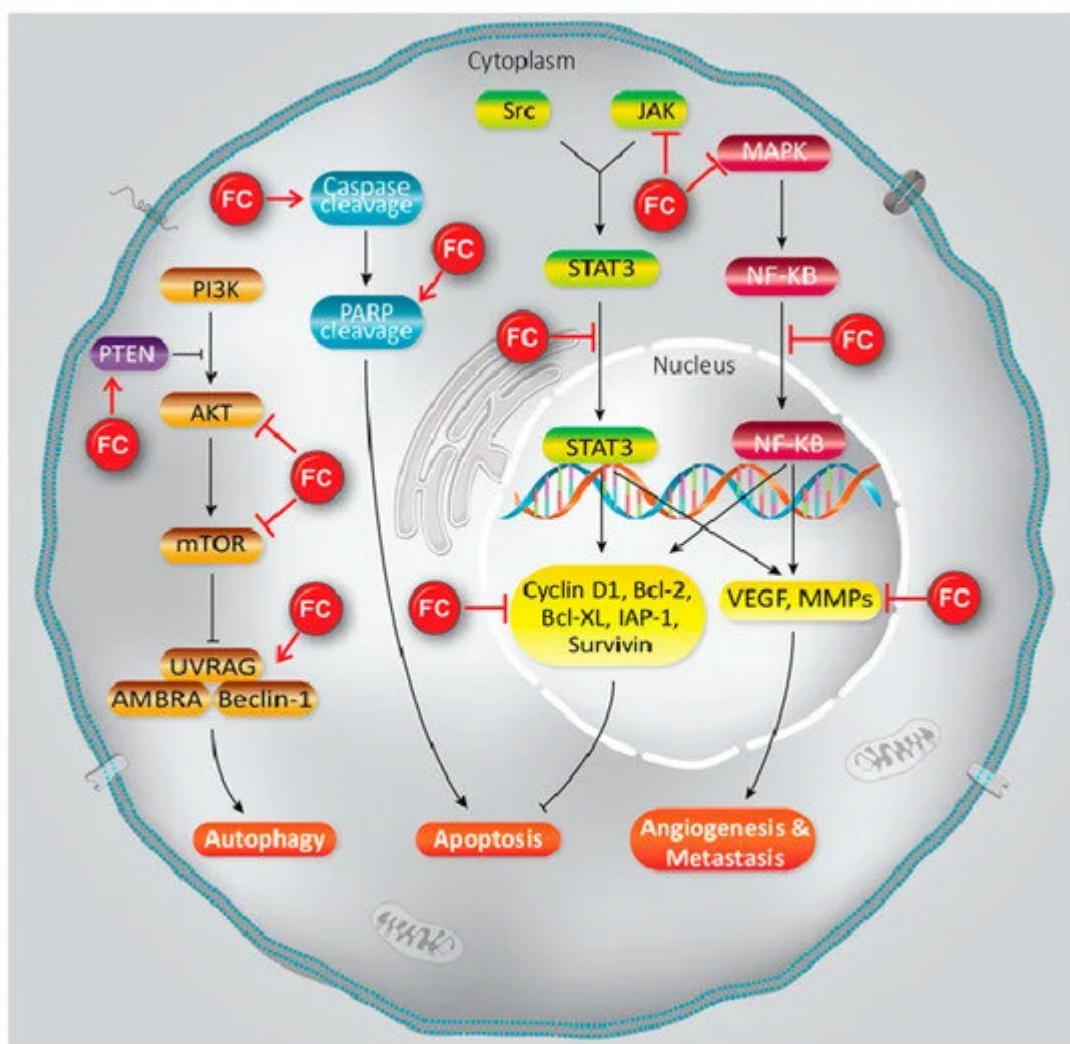 Cytoplasm
Src
JAK
MAPK
FC
FC
Caspase
cleavage
FC
STAT3
NF-KB
PI3K
PARP
cleavage
FC
FC
PTEN
Nucleus
AKT
FC
FC
STAT3
NF-KB
mTOR
FC
Cyclin D1, Bcl-2,
Bcl-XL, IAP-1,
Survivin
VEGF, MMPs
FC
FC
UVRAG
AMBRA
Beclin-1
Autophagy
Apoptosis
Angiogenesis &
Metastasis